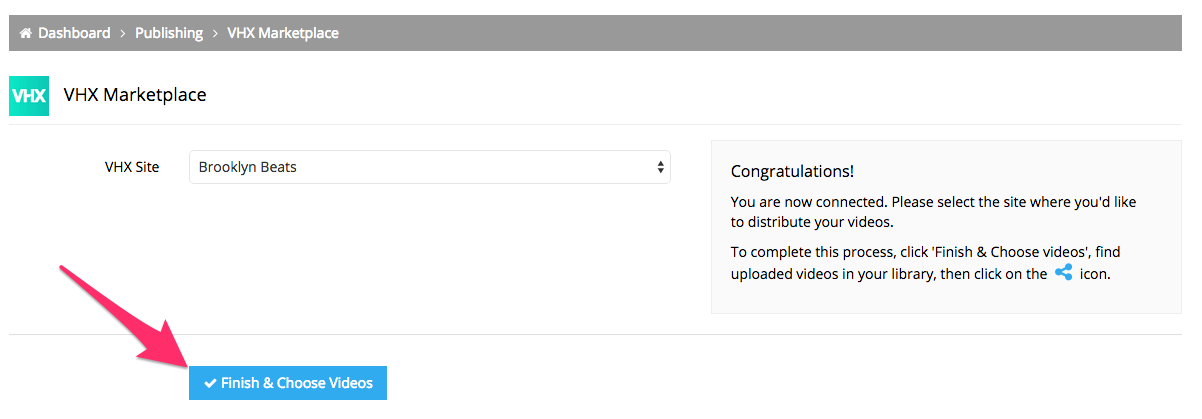 Dashboard > Publishing > VHX Marketplace
VHX VHX Marketplace
VHX Site Brooklyn Beats
Congratulations!
You are now connected. Please select the site where you'd like
to distribute your videos.
To complete this process, click 'Finish & Choose videos', find
uploaded videos in your library, then click on the icon.
Finish & Choose Videos